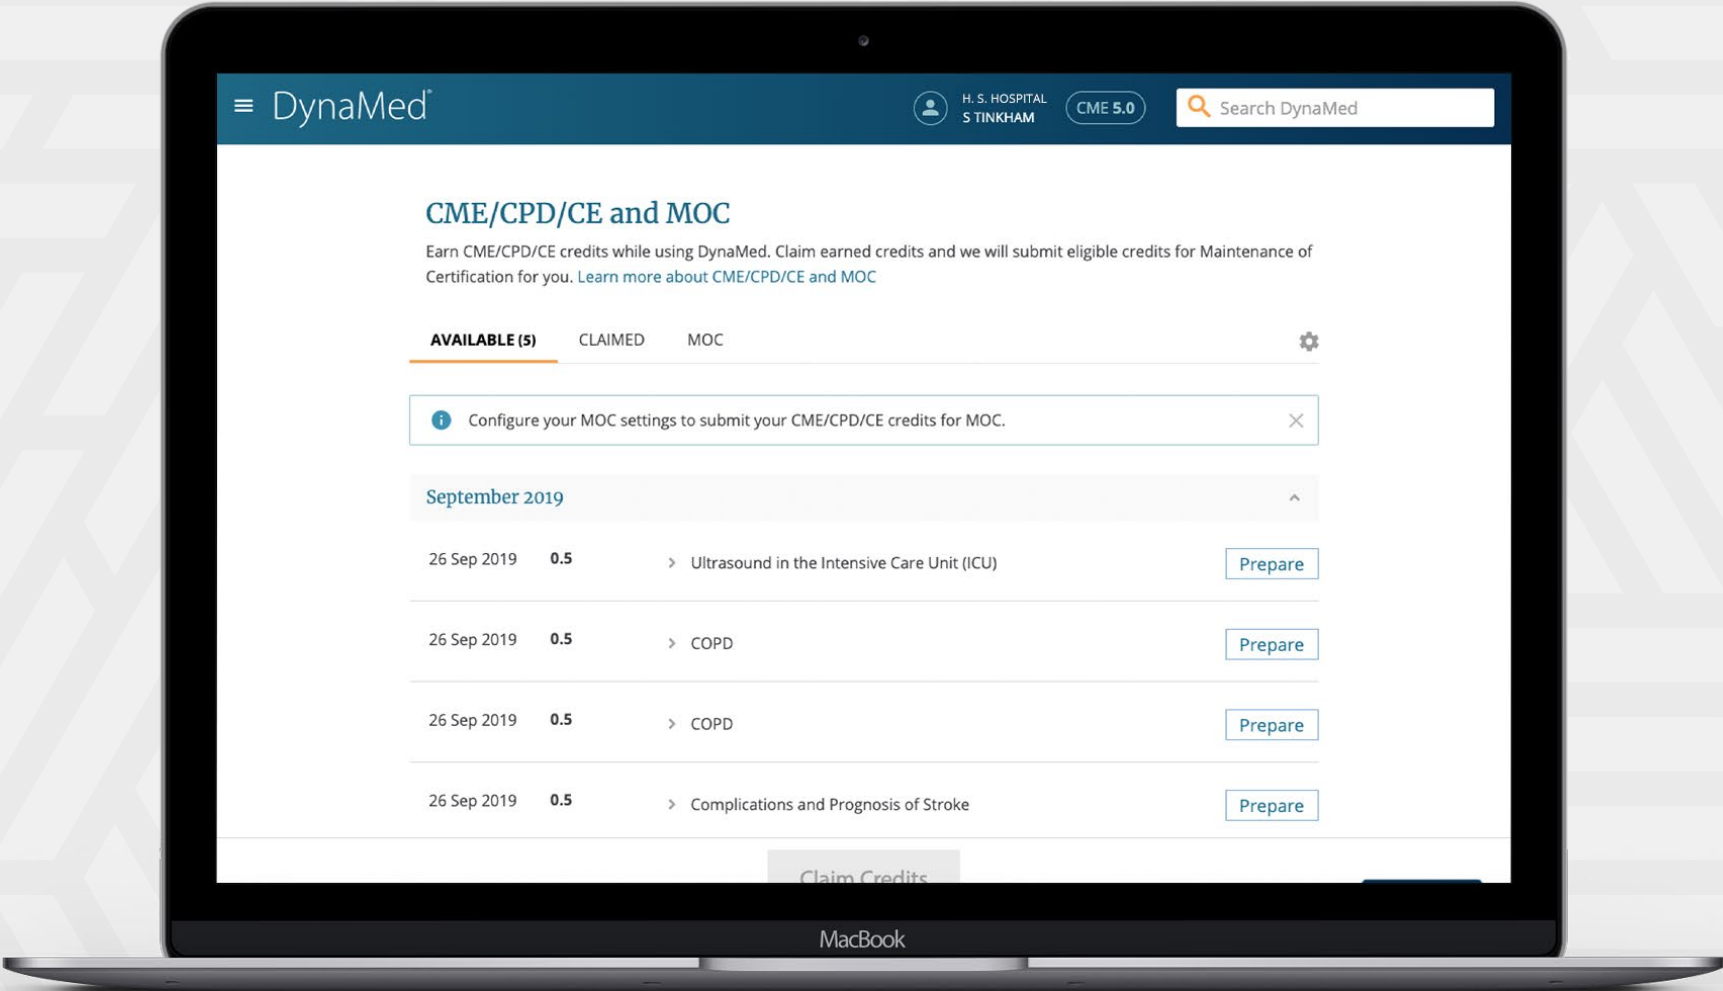 DynaMed®
H. S. HOSPITAL
S TINKHAM
CME 5.0
Search DynaMed
CME/CPD/CE and MOC
Earn CME/CPD/CE credits while using DynaMed. Claim earned credits and we will submit eligible credits for Maintenance of
Certification for you. Learn more about CME/CPD/CE and MOC
AVAILABLE (5) CLAIMED MOC
Configure your MOC settings to submit your CME/CPD/CE credits for MOC.
September 2019
26 Sep 2019 0.5 Ultrasound in the Intensive Care Unit (ICU) Prepare
26 Sep 2019 0.5 COPD Prepare
26 Sep 2019 0.5 COPD Prepare
26 Sep 2019 0.5 Complications and Prognosis of Stroke Prepare
Claim Credits
MacBook